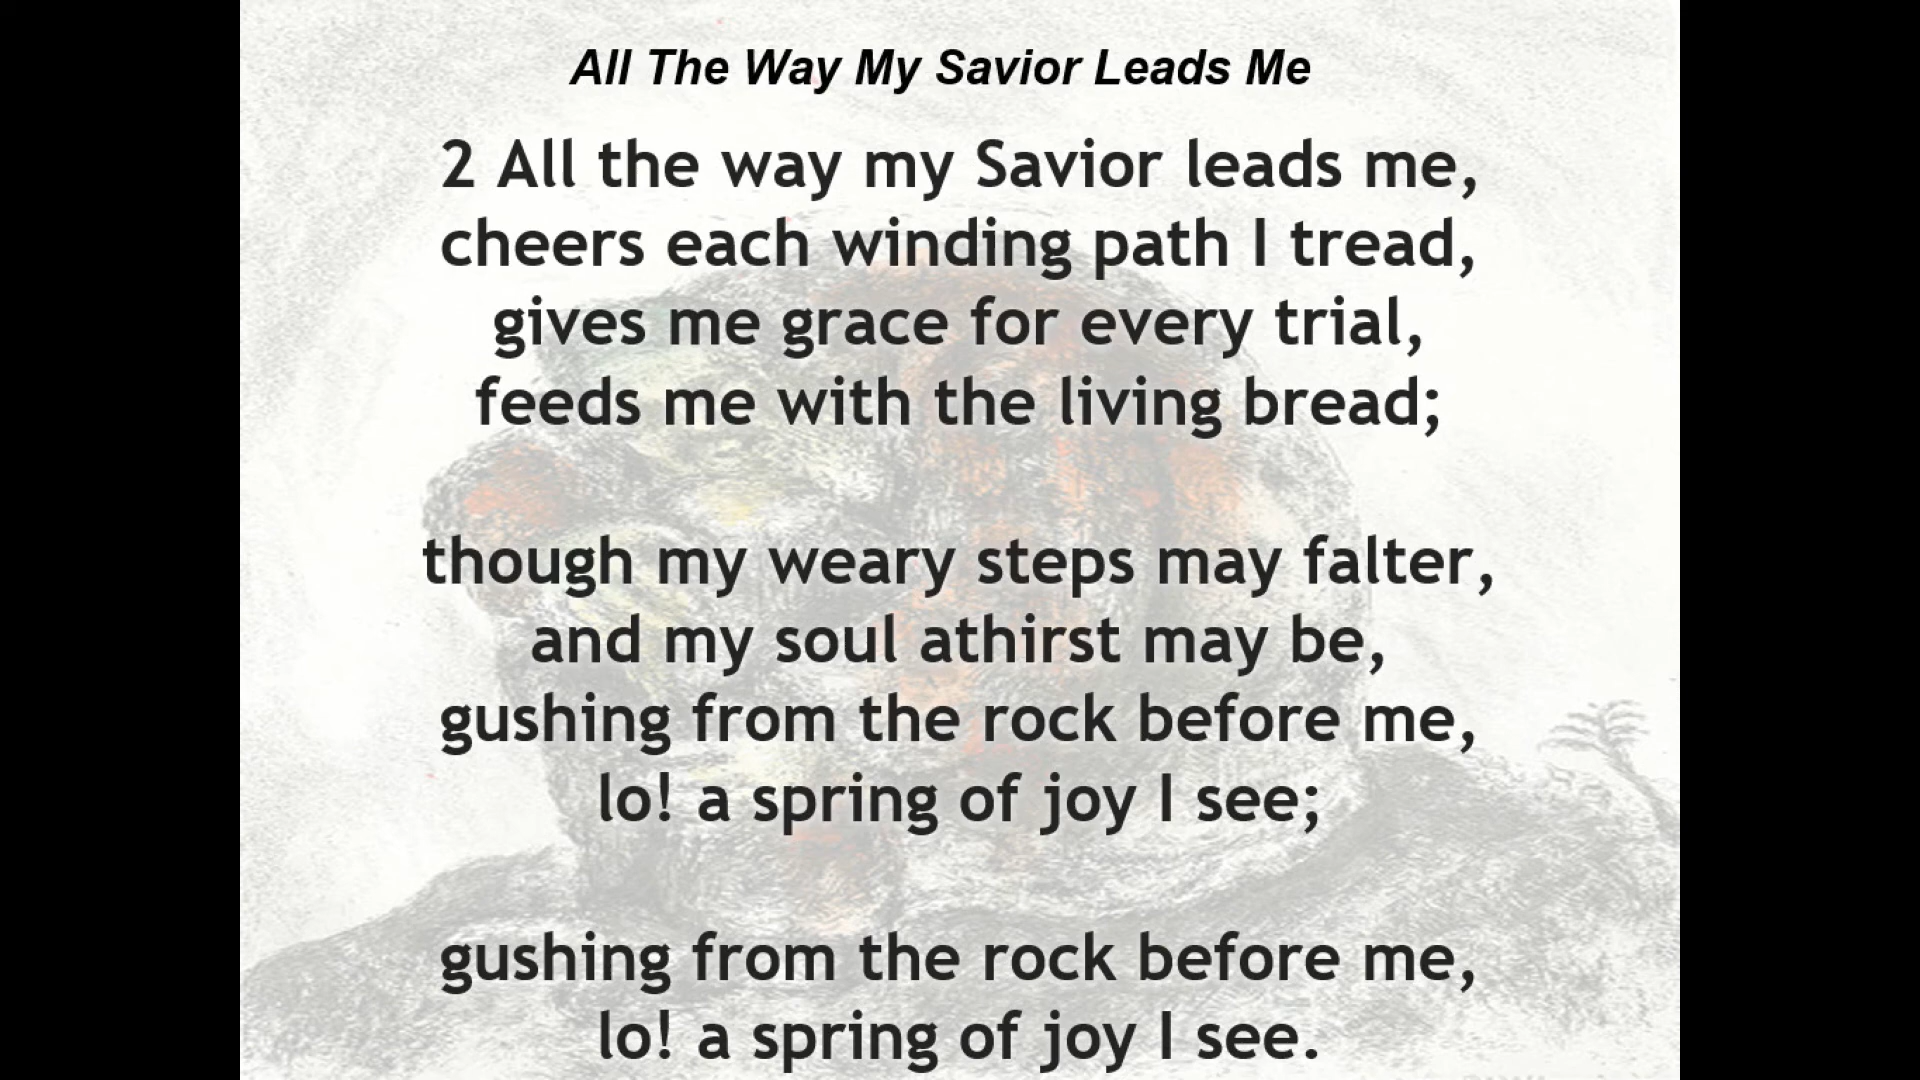 All The Way My Savior Leads Me
2 All the way my Savior leads me,
cheers each winding path I tread,
gives me grace for every trial,
feeds me with the living bread;
though my weary steps may falter,
and my soul athirst may be,
gushing from the rock before me,
lo! a spring of joy I see;
gushing from the rock before me,
lo! a spring of joy I see.